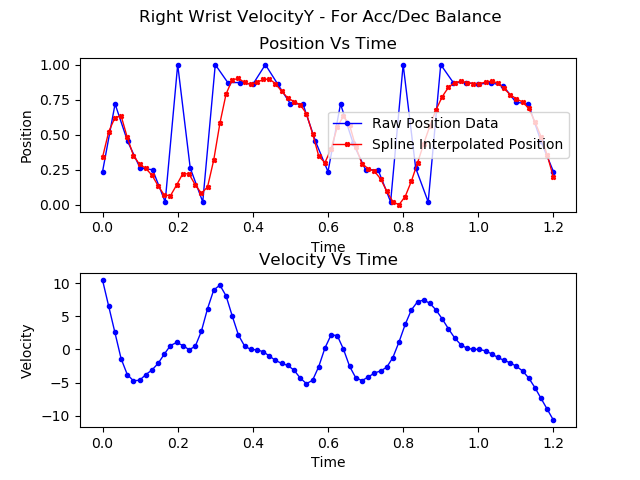 Right Wrist VelocityY - For Acc/Dec Balance
Position Vs Time
1.00
0.75
0.50
0.25
0.00
Position
Raw Position Data
Spline Interpolated Position
0.0 0.2 0.4 0.6 0.8 1.0 1.2
Time
Velocity Vs Time
10
5
0
−5
−10
Velocity
0.0 0.2 0.4 0.6 0.8 1.0 1.2
Time